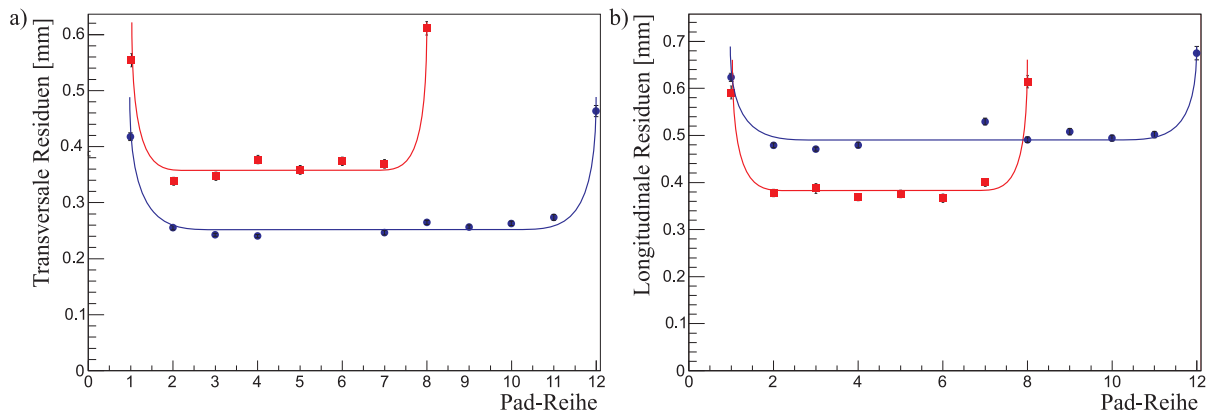 a)
Transversale Residuen [mm]
0.6
0.5
0.4
0.3
0.2
0.1
0
0 1 2 3 4 5 6 7 8 9 10 11 12
Pad-Reihe
b)
Longitudinale Residuen [mm]
0.7
0.6
0.5
0.4
0.3
0.2
0.1
0
0 2 4 6 8 10 12
Pad-Reihe